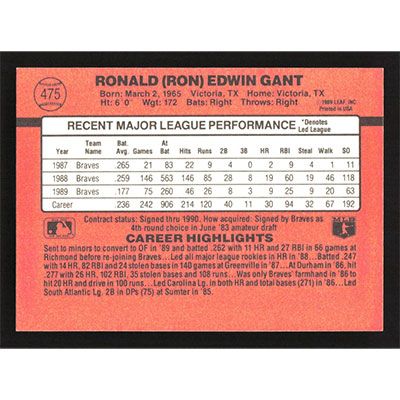 475
RONALD (RON) EDWIN GANT
Born: March 2, 1965 Victoria, TX Home: Victoria, TX
Ht: 6'0" Wgt: 172 Bats: Right Throws: Right
1989 LEAF, INC.
Printed in USA
RECENT MAJOR LEAGUE PERFORMANCE *Denotes Led League
Year Team Name Bat. Avg. Games At Bat Hits Runs 2B 3B HR RBI Steal Walk SO
1987 Braves .265 21 83 22 9 4 0 2 9 4 1 11
1988 Braves .259 146 563 146 85 28 8 19 60 19 46 118
1989 Braves .177 75 260 46 26 8 3 9 25 9 20 63
Career .236 242 906 214 120 40 11 30 94 32 67 192
Contract status: Signed thru 1990. How acquired: Signed by Braves as
4th round choice in June '83 amateur draft
MLB
CAREER HIGHLIGHTS
Sent to minors to convert to OF in '89 and batted .262 with 11 HR and 27 RBI in 66 games
at Richmond before re-joining Braves...Led all major league rookies in HR in '88...Batted .247
with 14 HR, 82 RBI and 24 stolen bases in 140 games at Greenville in '87...At Durham in '86, hit
.277 with 26 HR, 102 RBI, 35 stolen bases and 108 runs...Was only Braves' farmhand in '86 to
hit 20 HR and drive in 100 runs...Led Carolina Lg. in both HR and total bases (271) in '86...Led
South Atlantic Lg. 2B in DPs (75) at Sumter in '85.